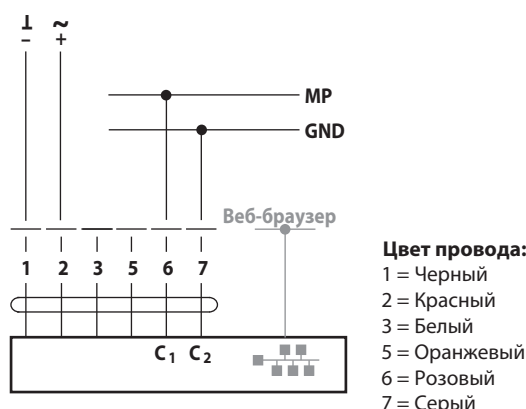 ⊥ ~
– +
MP
GND
Веб-браузер
1 2 3 5 6 7
C1 C2
Цвет провода:
1 = Черный
2 = Красный
3 = Белый
5 = Оранжевый
6 = Розовый
7 = Серый